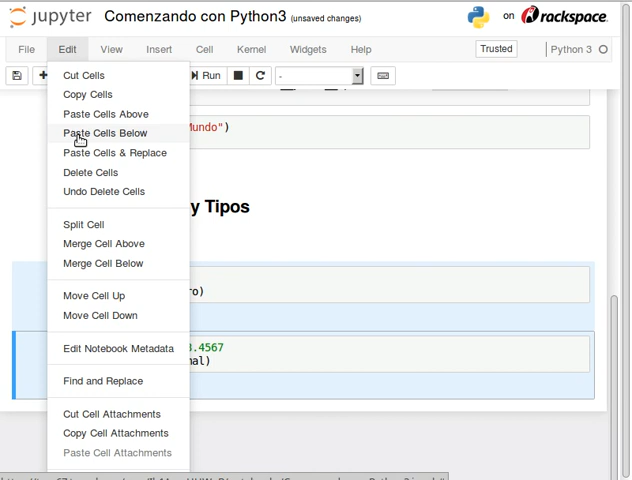 jupyter Comenzando con Python3 (unsaved changes) on rackspace.
File Edit View Insert Cell Kernel Widgets Help Trusted Python 3
Run -
Cut Cells
Copy Cells
Paste Cells Above
Mundo")
Paste Cells Below
Paste Cells & Replace
Delete Cells
Undo Delete Cells
y Tipos
Split Cell
Merge Cell Above
Merge Cell Below
ro)
Move Cell Up
Move Cell Down
.4567
Edit Notebook Metadata
nal)
Find and Replace
Cut Cell Attachments
Copy Cell Attachments
Paste Cell Attachments